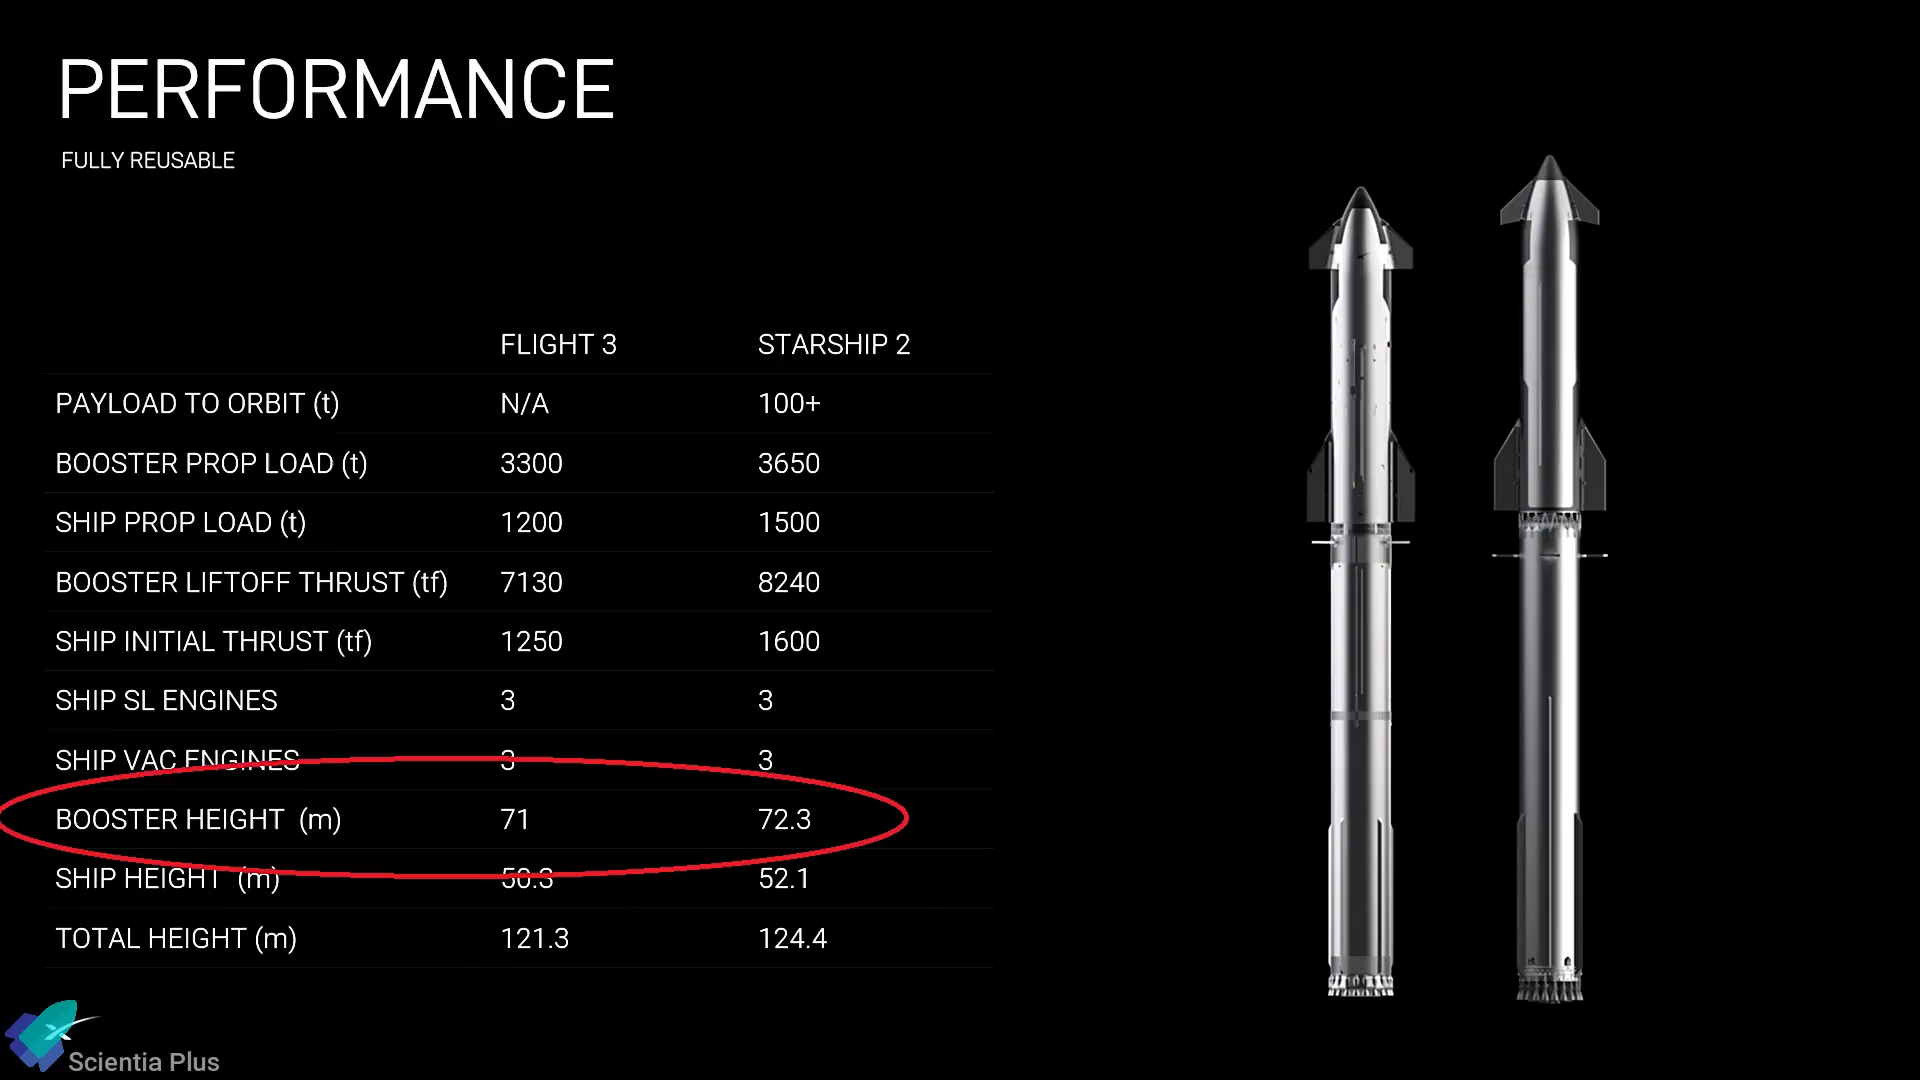 PERFORMANCE
FULLY REUSABLE
FLIGHT 3 STARSHIP 2
PAYLOAD TO ORBIT (t) N/A 100+
BOOSTER PROP LOAD (t) 3300 3650
SHIP PROP LOAD (t) 1200 1500
BOOSTER LIFTOFF THRUST (tf) 7130 8240
SHIP INITIAL THRUST (tf) 1250 1600
SHIP SL ENGINES 3 3
SHIP VAC ENGINES 3 3
BOOSTER HEIGHT (m) 71 72.3
SHIP HEIGHT (m) 50.3 52.1
TOTAL HEIGHT (m) 121.3 124.4
Scientia Plus